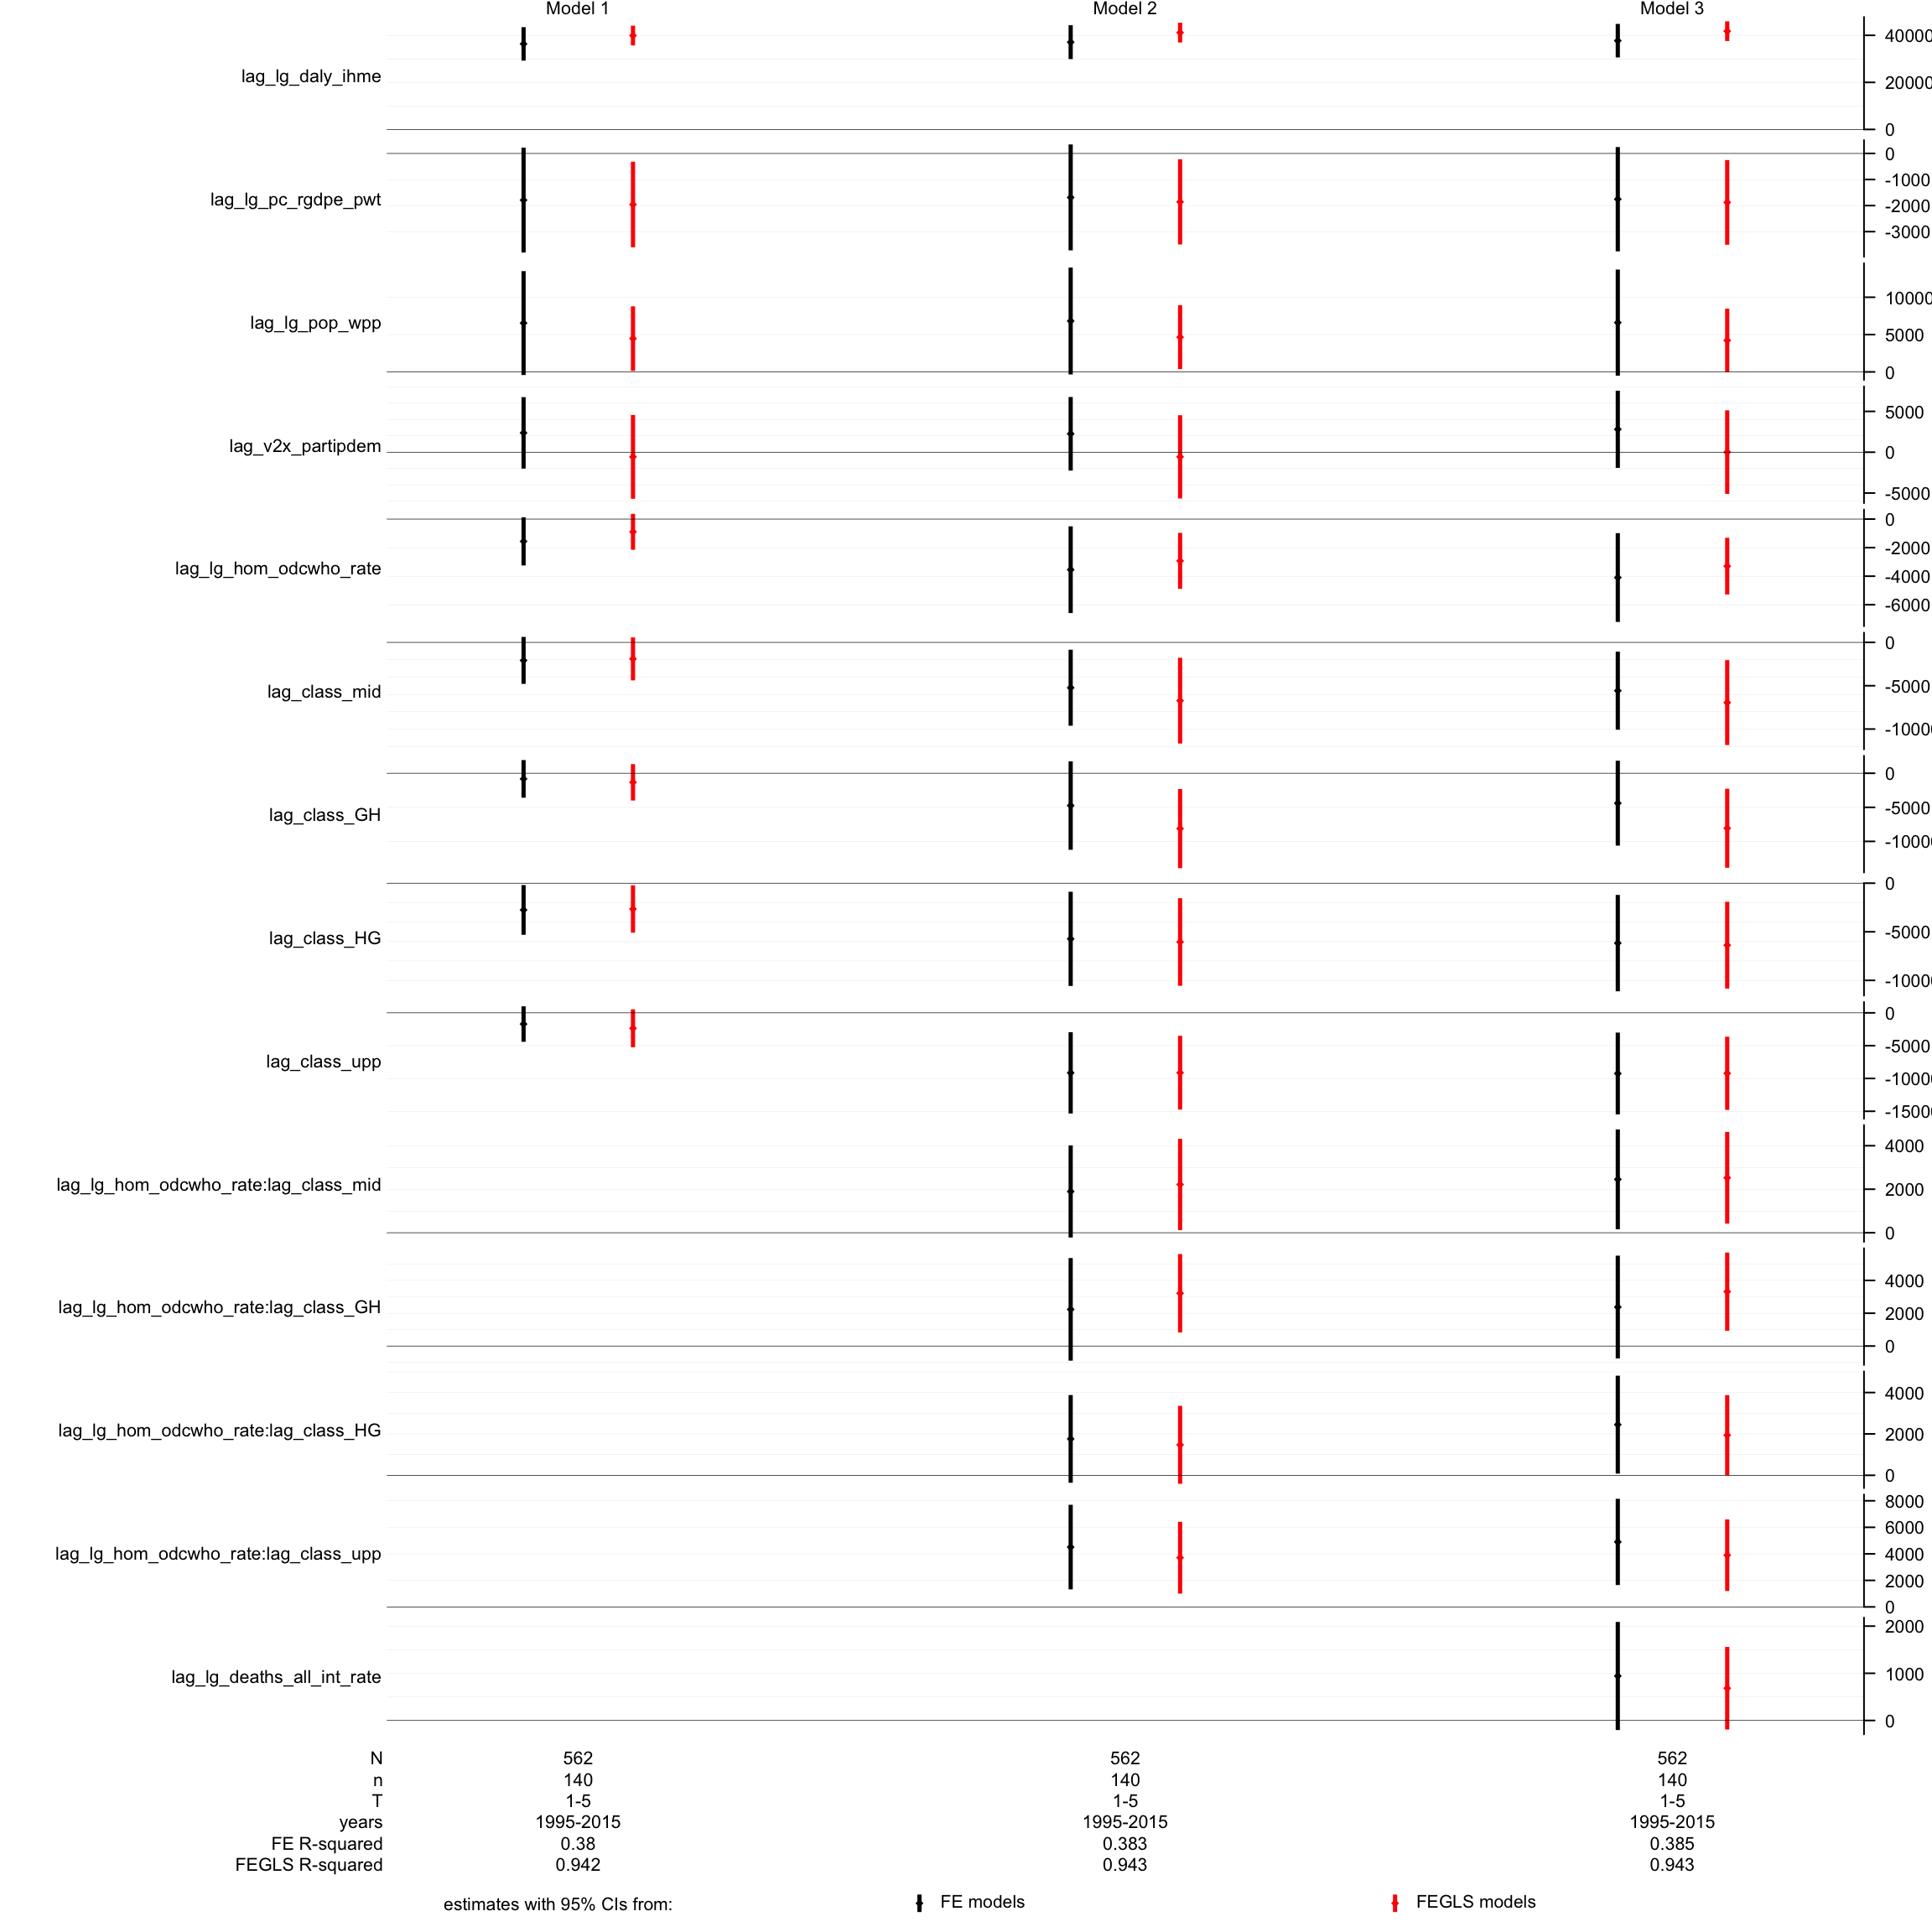 Model 1 Model 2 Model 3
40000
lag_lg_daly_ihme
20000
0
0
-1000
lag_lg_pc_rgdpe_pwt
-2000
-3000
10000
lag_lg_pop_wpp
5000
0
5000
lag_v2x_partipdem
0
-5000
0
-2000
lag_lg_hom_odcwho_rate
-4000
-6000
0
-5000
lag_class_mid
-10000
0
-5000
lag_class_GH
-10000
0
-5000
lag_class_HG
-10000
0
-5000
lag_class_upp
-10000
-15000
4000
lag_lg_hom_odcwho_rate:lag_class_mid
2000
0
4000
lag_lg_hom_odcwho_rate:lag_class_GH
2000
0
4000
lag_lg_hom_odcwho_rate:lag_class_HG
2000
0
8000
6000
lag_lg_hom_odcwho_rate:lag_class_upp
4000
2000
0
2000
lag_lg_deaths_all_int_rate
1000
0
N 562 562 562
n 140 140 140
T 1-5 1-5 1-5
years 1995-2015 1995-2015 1995-2015
FE R-squared 0.38 0.383 0.385
FEGLS R-squared 0.942 0.943 0.943
estimates with 95% CIs from: FE models FEGLS models